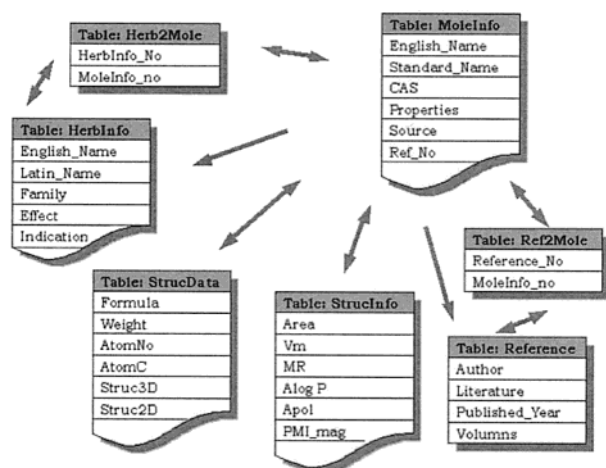 Table: Herb2Mole
HerbInfo_No
MoleInfo_no
Table: MoleInfo
English_Name
Standard_Name
CAS
Properties
Source
Ref_No
Table: HerbInfo
English_Name
Latin_Name
Family
Effect
Indication
Table: StrucData
Formula
Weight
AtomNo
AtomC
Struc3D
Struc2D
Table: StrucInfo
Area
Vm
MR
Alog P
Apol
PMI_mag
Table: Ref2Mole
Reference_No
MoleInfo_no
Table: Reference
Author
Literature
Published_Year
Volumns